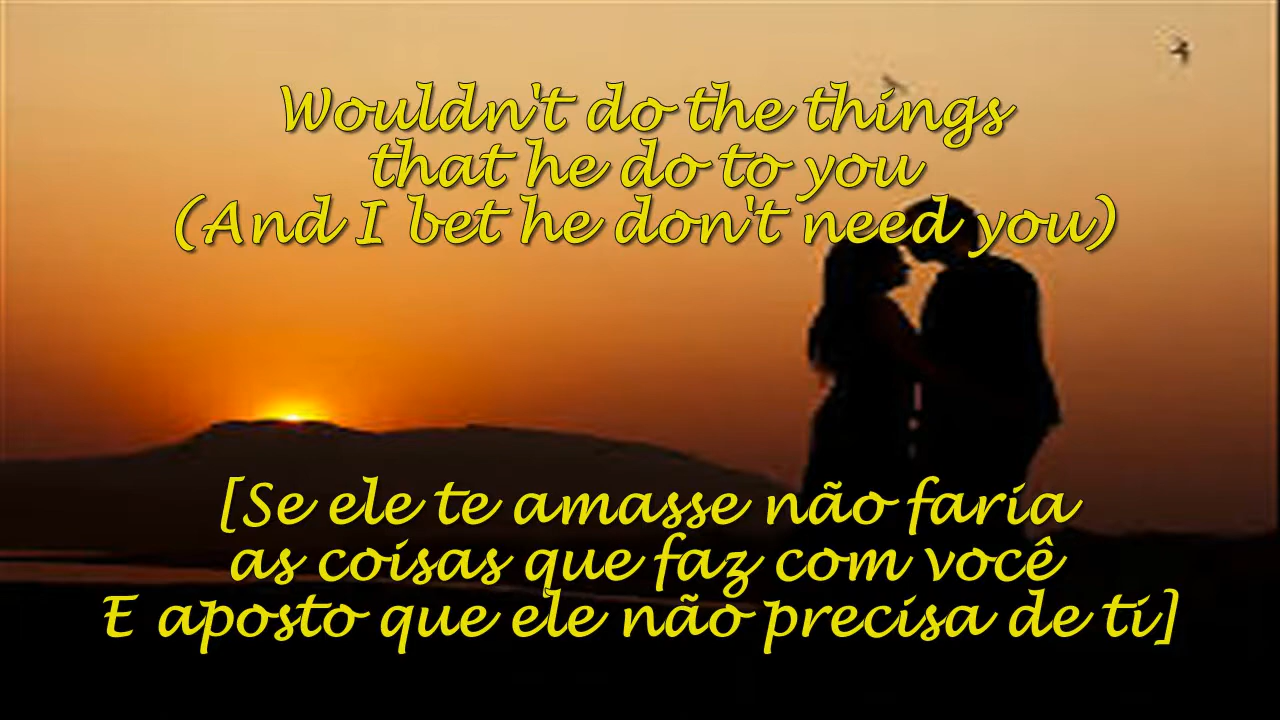 Wouldn't do the things
that he do to you
(And I bet he don't need you)
[Se ele te amasse não faria
as coisas que faz com você
E aposto que ele não precisa de ti]